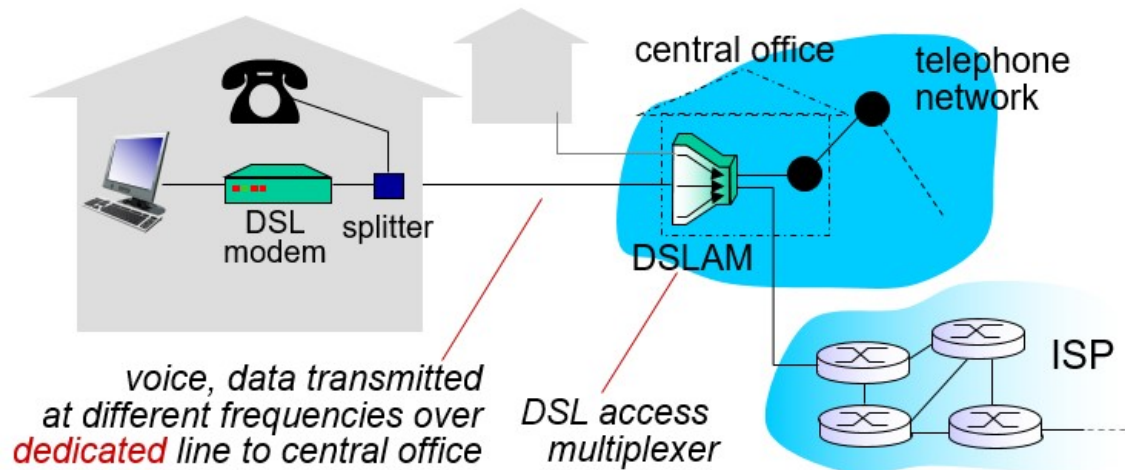 central office
telephone
network
DSL
modem
splitter
DSLAM
ISP
voice, data transmitted
at different frequencies over
dedicated line to central office
DSL access
multiplexer